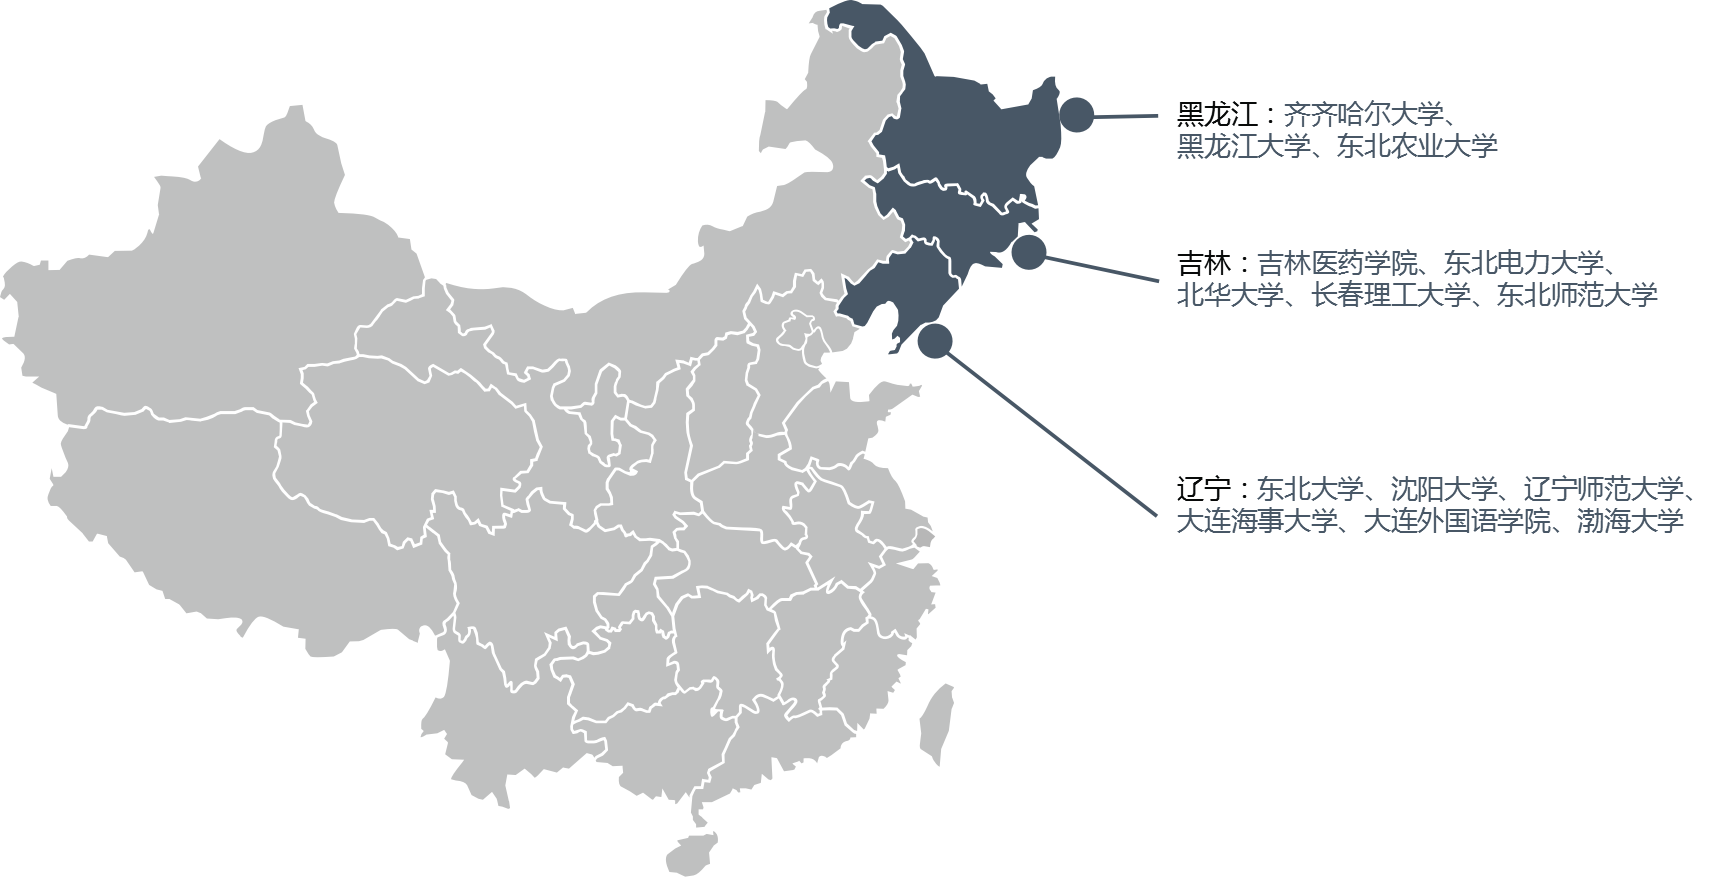 黑龙江：齐齐哈尔大学、
黑龙江大学、东北农业大学
吉林：吉林医药学院、东北电力大学、
北华大学、长春理工大学、东北师范大学
辽宁：东北大学、沈阳大学、辽宁师范大学、
大连海事大学、大连外国语学院、渤海大学